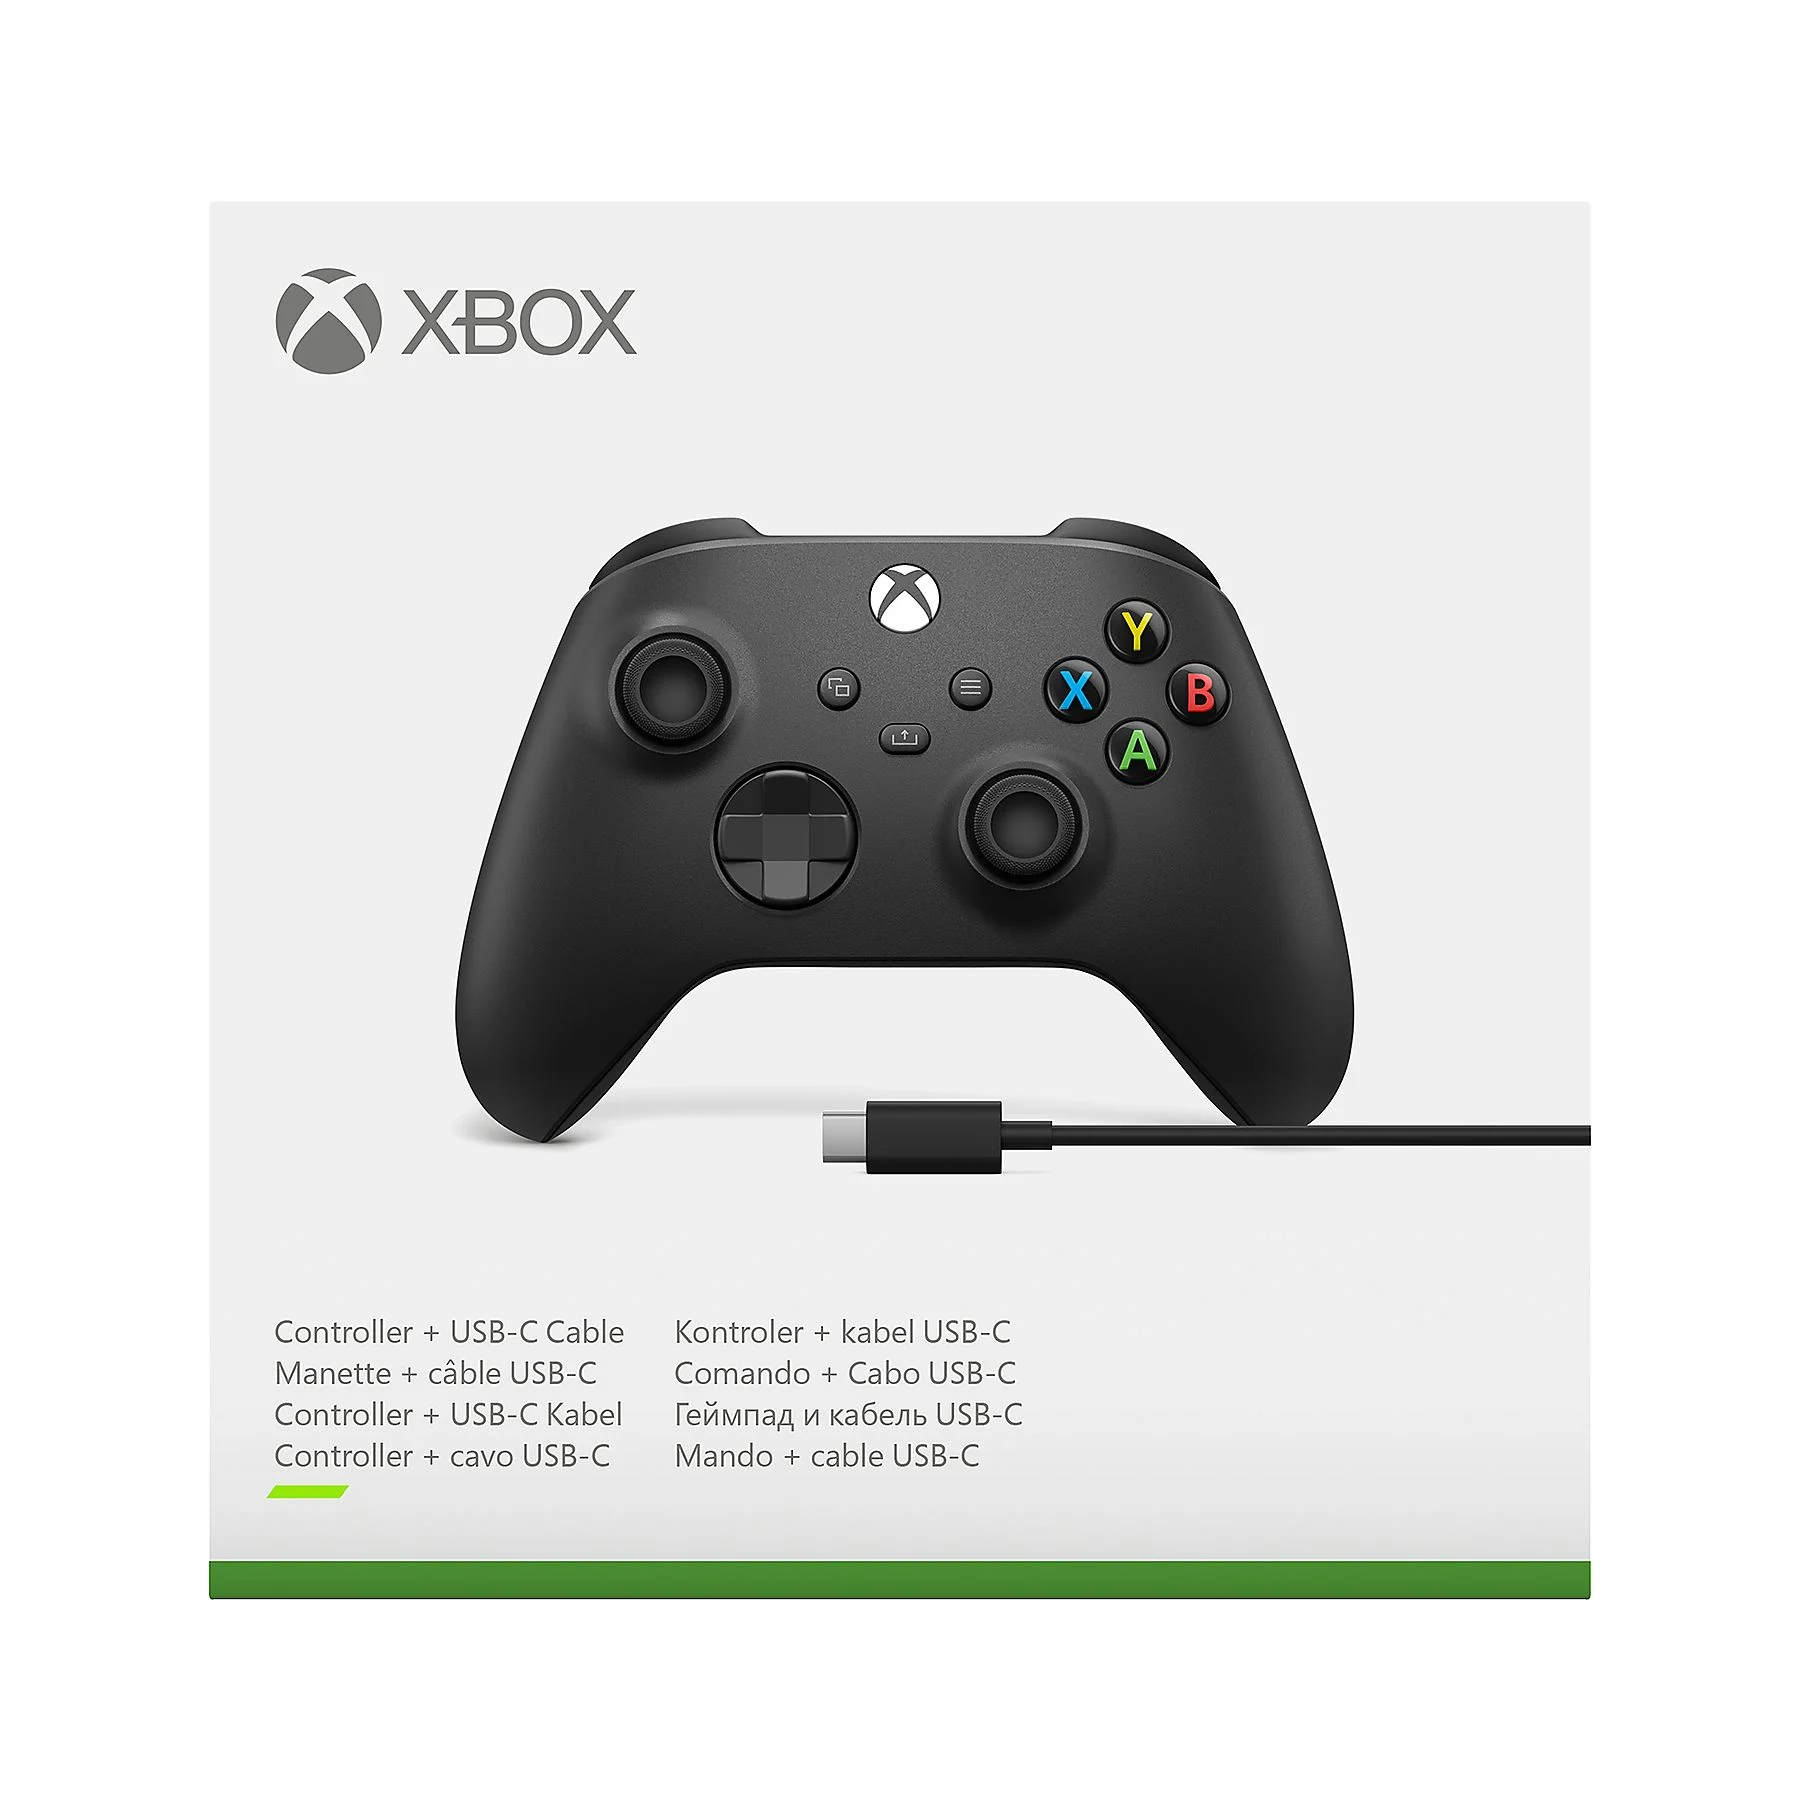 XBOX
Y
X
B
A
Controller + USB-C Cable
Manette + câble USB-C
Controller + USB-C Kabel
Controller + cavo USB-C
Kontroler + kabel USB-C
Comando + Cabo USB-C
Геймпад и кабель USB-C
Mando + cable USB-C